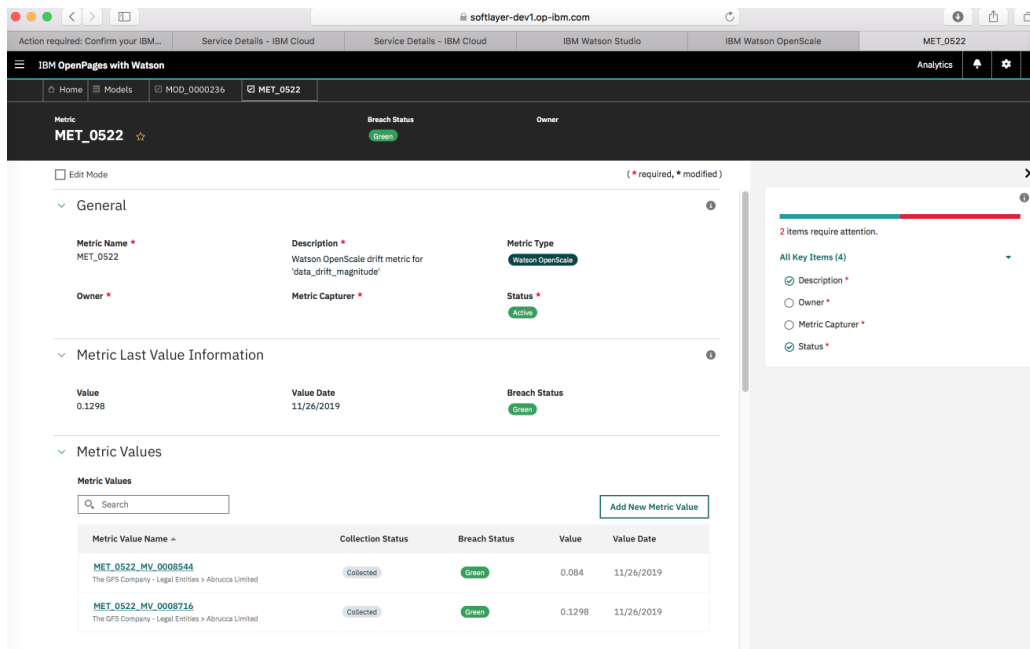 softlayer-dev1.op-ibm.com
Action required: Confirm your IBM...
Service Details - IBM Cloud
Service Details - IBM Cloud
IBM Watson Studio
IBM Watson OpenScale
MET_0522
IBM OpenPages with Watson
Analytics
Home
Models
MOD_0000236
MET_0522
Metric
MET_0522
Breach Status
Green
Owner
Edit Mode
( * required, * modified )
General
Metric Name *
MET_0522
Description *
Watson OpenScale drift metric for
'data_drift_magnitude'
Metric Type
Watson OpenScale
Owner *
Metric Capturer *
Status *
Active
Metric Last Value Information
Value
0.1298
Value Date
11/26/2019
Breach Status
Green
Metric Values
Metric Values
Search
Add New Metric Value
Metric Value Name
Collection Status
Breach Status
Value
Value Date
MET_0522_MV_0008544
The GFS Company - Legal Entities > Abrucca Limited
Collected
Green
0.084
11/26/2019
MET_0522_MV_0008716
The GFS Company - Legal Entities > Abrucca Limited
Collected
Green
0.1298
11/26/2019
2 items require attention.
All Key Items (4)
Description *
Owner *
Metric Capturer *
Status *